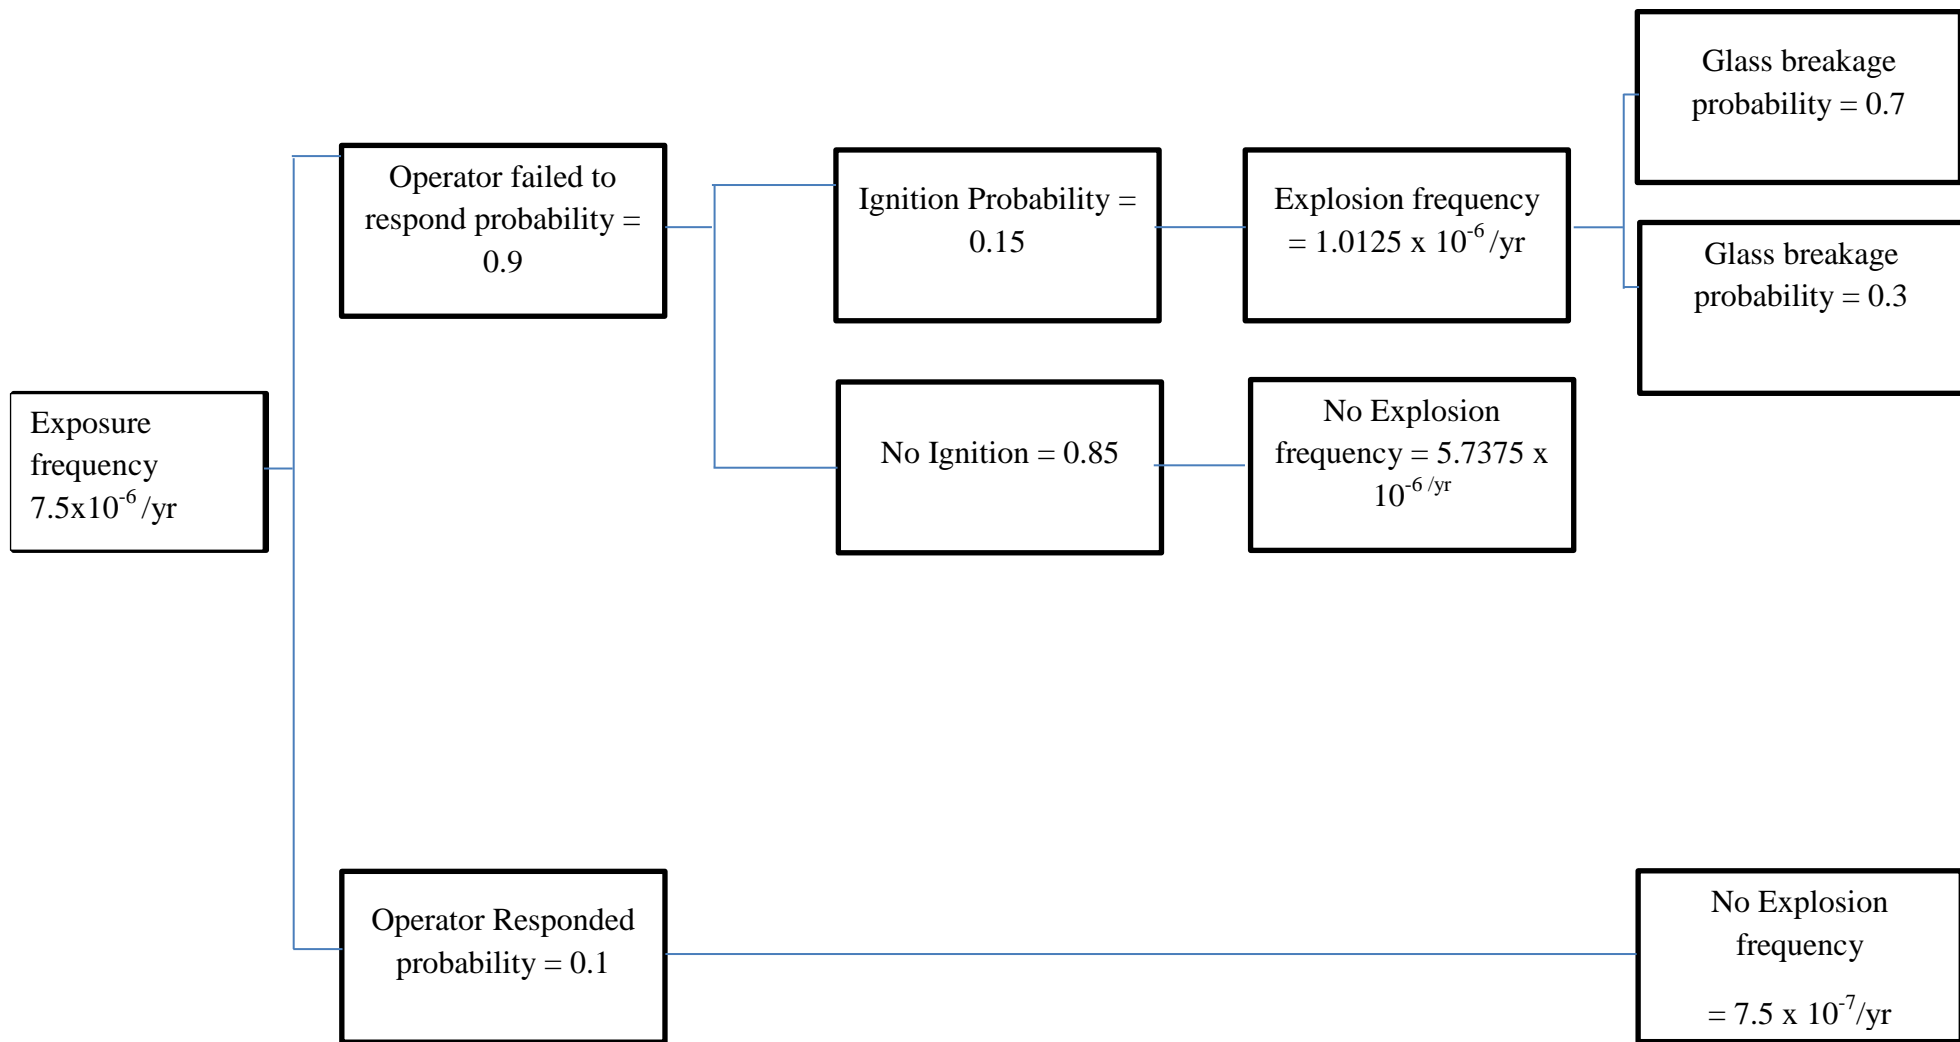 Glass breakage
probability = 0.7
Operator failed to
respond probability =
0.9
Ignition Probability =
0.15
Explosion frequency
= 1.0125 x 10⁻⁶ /yr
Glass breakage
probability = 0.3
Exposure
frequency
7.5x10⁻⁶ /yr
No Ignition = 0.85
No Explosion
frequency = 5.7375 x
10⁻⁶ /yr
Operator Responded
probability = 0.1
No Explosion
frequency
= 7.5 x 10⁻⁷/yr